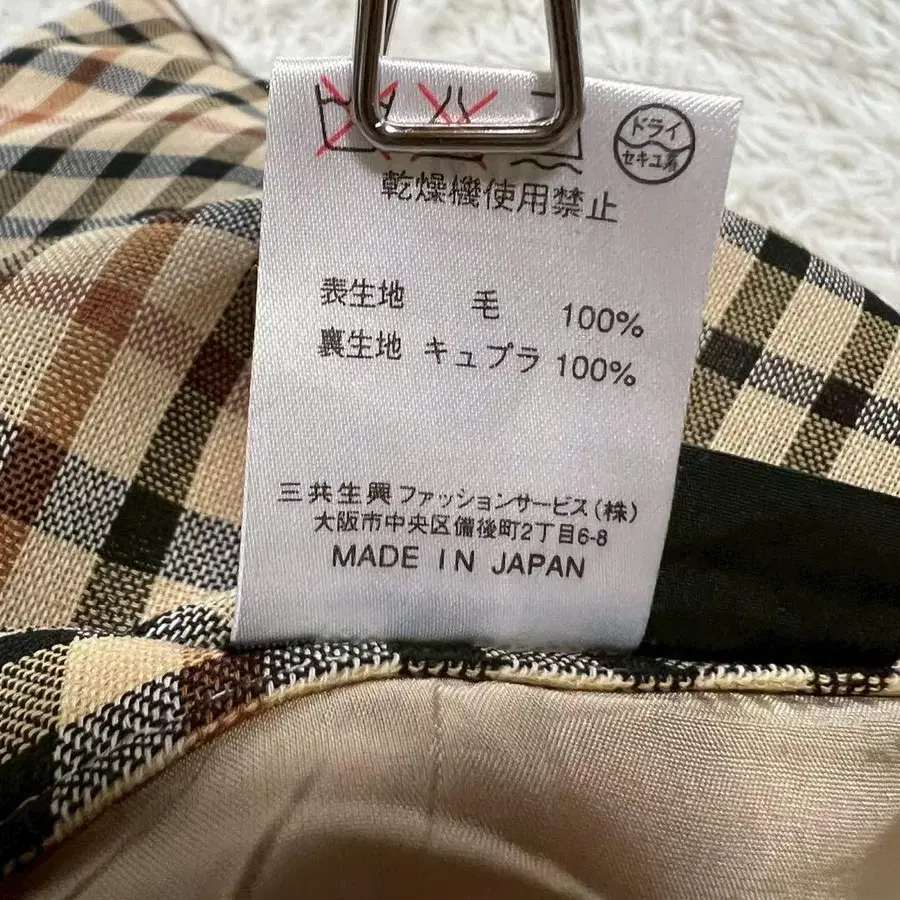 ドライ
セキユ系
乾燥機使用禁止
表生地 毛 100%
裏生地 キュプラ 100%
三共生興ファッションサービス(株)
大阪市中央区備後町2丁目6-8
MADE IN JAPAN